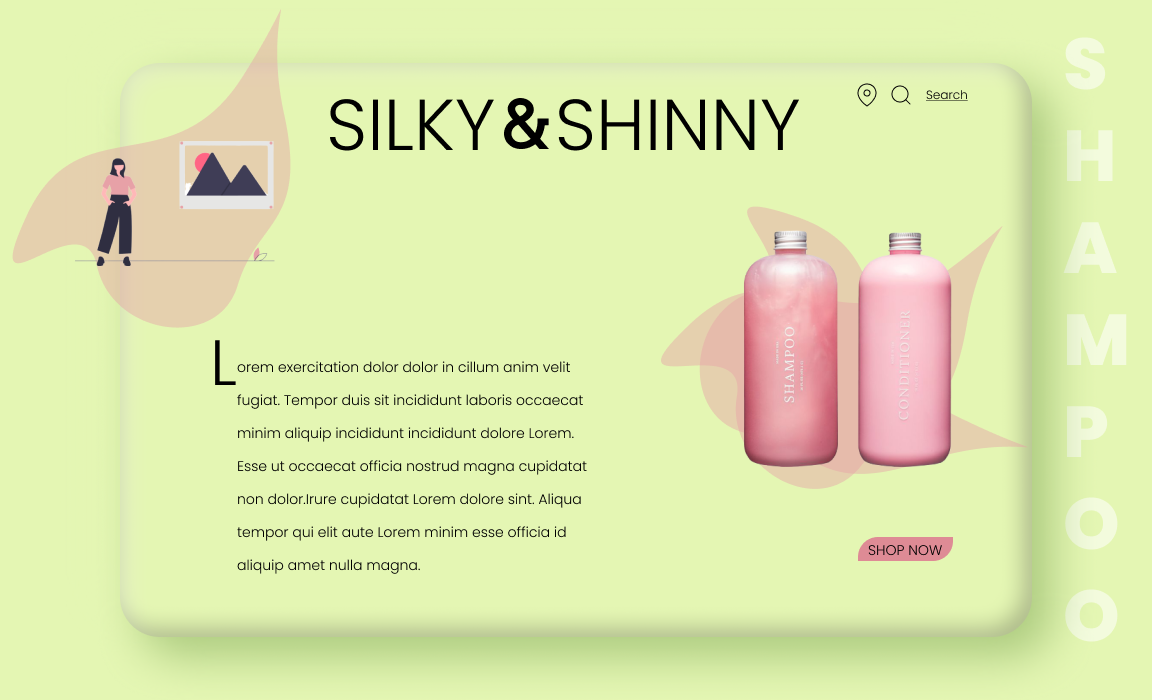 SILKY & SHINNY
Search
Lorem exercitation dolor dolor in cillum anim velit
fugiat. Tempor duis sit incididunt laboris occaecat
minim aliquip incididunt incididunt dolore Lorem.
Esse ut occaecat officia nostrud magna cupidatat
non dolor.Irure cupidatat Lorem dolore sint. Aliqua
tempor qui elit aute Lorem minim esse officia id
aliquip amet nulla magna.
SHAMPOO
CONDITIONER
SHOP NOW
SHAMPOO